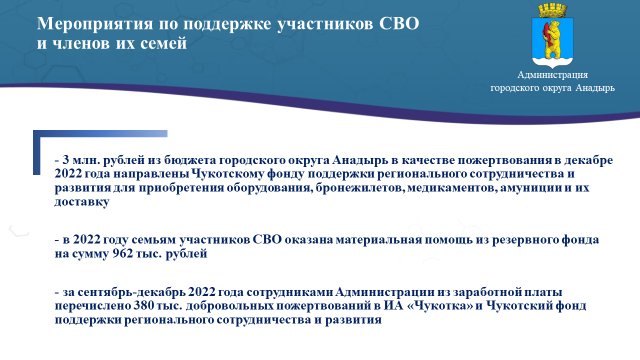 Мероприятия по поддержке участников СВО
и членов их семей
Администрация
городского округа Анадырь
- 3 млн. рублей из бюджета городского округа Анадырь в качестве пожертвования в декабре
2022 года направлены Чукотскому фонду поддержки регионального сотрудничества и
развития для приобретения оборудования, бронежилетов, медикаментов, амуниции и их
доставку
- в 2022 году семьям участников СВО оказана материальная помощь из резервного фонда
на сумму 962 тыс. рублей
- за сентябрь-декабрь 2022 года сотрудниками Администрации из заработной платы
перечислено 380 тыс. добровольных пожертвований в ИА «Чукотка» и Чукотский фонд
поддержки регионального сотрудничества и развития